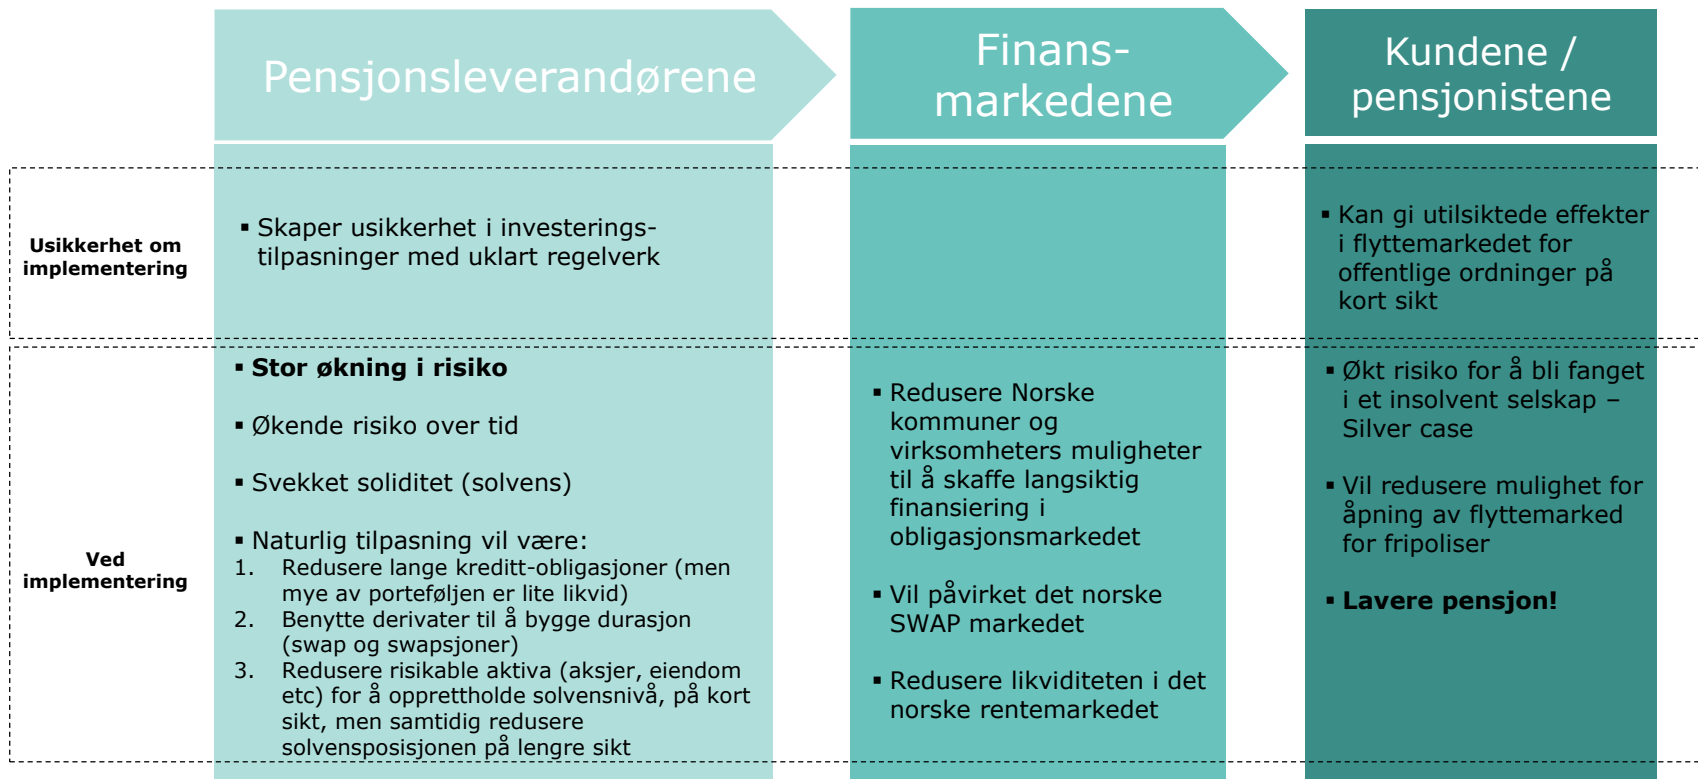 Pensjonsleverandørene
Finans-
markedene
Kundene /
pensjonistene
Usikkerhet om
implementering
▪ Skaper usikkerhet i investerings-
tilpasninger med uklart regelverk
▪ Kan gi utilsiktede effekter
i flyttemarkedet for
offentlige ordninger på
kort sikt
Ved
implementering
▪ Stor økning i risiko
▪ Økende risiko over tid
▪ Svekket soliditet (solvens)
▪ Naturlig tilpasning vil være:
1. Redusere lange kreditt-obligasjoner (men
mye av porteføljen er lite likvid)
2. Benytte derivater til å bygge durasjon
(swap og swapsjoner)
3. Redusere risikable aktiva (aksjer, eiendom
etc) for å opprettholde solvensnivå, på kort
sikt, men samtidig redusere
solvensposisjonen på lengre sikt
▪ Redusere Norske
kommuner og
virksomheters muligheter
til å skaffe langsiktig
finansiering i
obligasjonsmarkedet
▪ Vil påvirket det norske
SWAP markedet
▪ Redusere likviditeten i det
norske rentemarkedet
▪ Økt risiko for å bli fanget
i et insolvent selskap –
Silver case
▪ Vil redusere mulighet for
åpning av flyttemarked
for fripoliser
▪ Lavere pensjon!